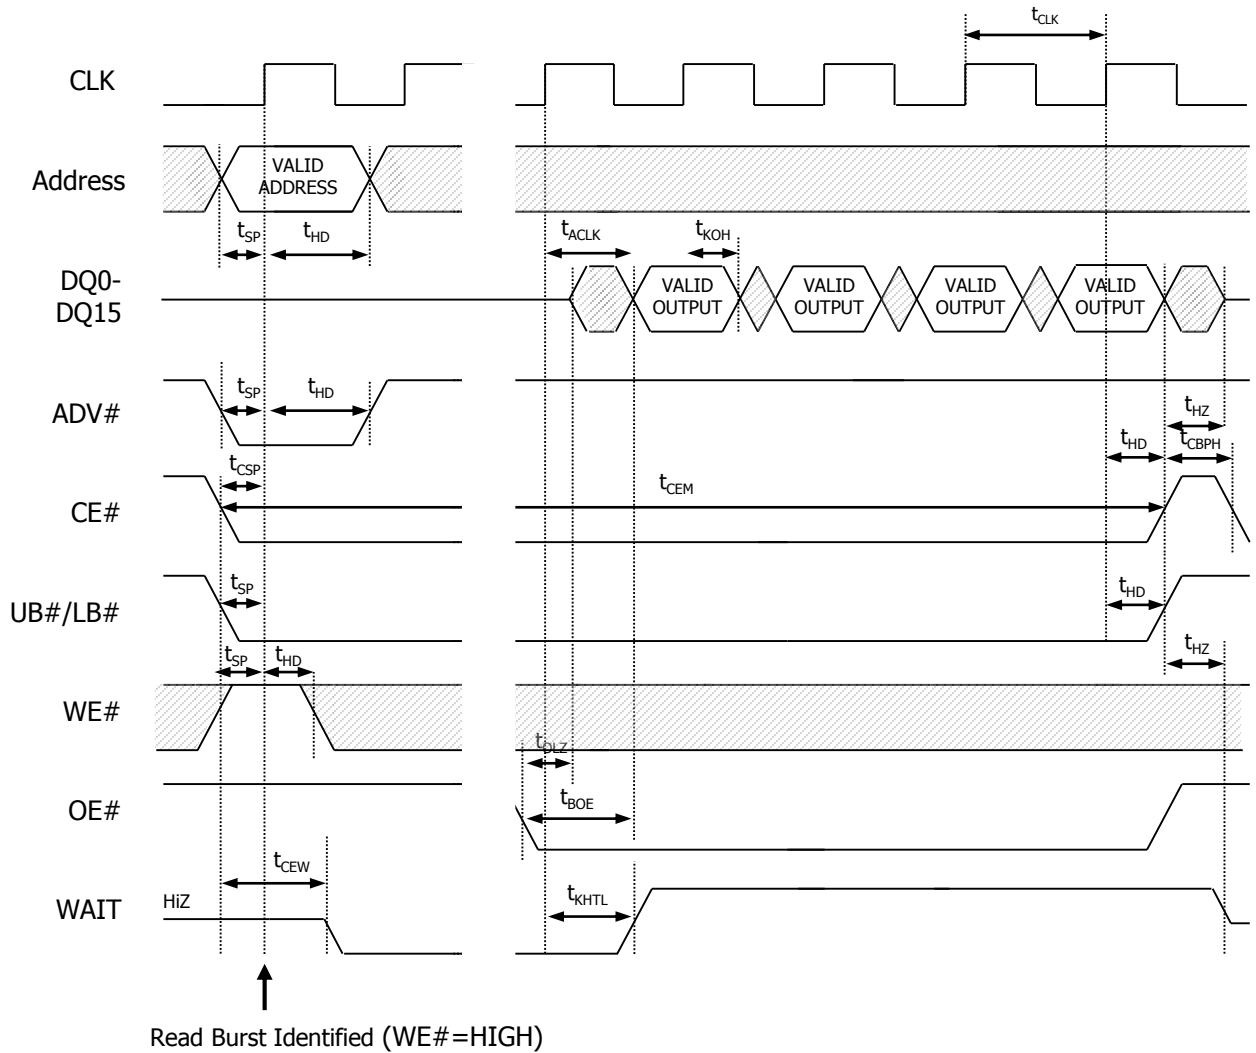 tCLK
CLK
VALID
ADDRESS
Address
tSP tHD tACLK tKOH
DQ0-
DQ15
VALID
OUTPUT
VALID
OUTPUT
VALID
OUTPUT
VALID
OUTPUT
tSP tHD
ADV#
tHZ
tHD tCBPH
tCSP
tCEM
CE#
tSP tHD
UB#/LB#
tSP tHD tHZ
WE#
tOLZ
OE#
tBOE
tCEW
HiZ
WAIT
tKHTL
Read Burst Identified (WE#=HIGH)